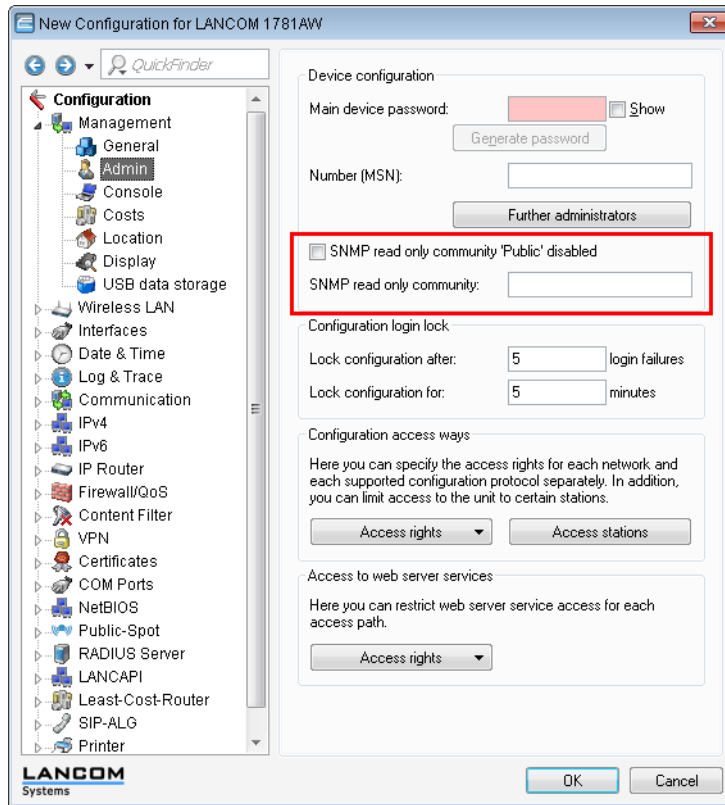 New Configuration for LANCOM 1781AW
QuickFinder
Configuration
Management
General
Admin
Console
Costs
Location
Display
USB data storage
Wireless LAN
Interfaces
Date & Time
Log & Trace
Communication
IPv4
IPv6
IP Router
Firewall/QoS
Content Filter
VPN
Certificates
COM Ports
NetBIOS
Public-Spot
RADIUS Server
LANCAPI
Least-Cost-Router
SIP-ALG
Printer
Device configuration
Main device password:
Show
Generate password
Number (MSN):
Further administrators
SNMP read only community 'Public' disabled
SNMP read only community:
Configuration login lock
Lock configuration after: 5 login failures
Lock configuration for: 5 minutes
Configuration access ways
Here you can specify the access rights for each network and
each supported configuration protocol separately. In addition,
you can limit access to the unit to certain stations.
Access rights
Access stations
Access to web server services
Here you can restrict web server service access for each
access path.
Access rights
LANCOM
Systems
OK
Cancel